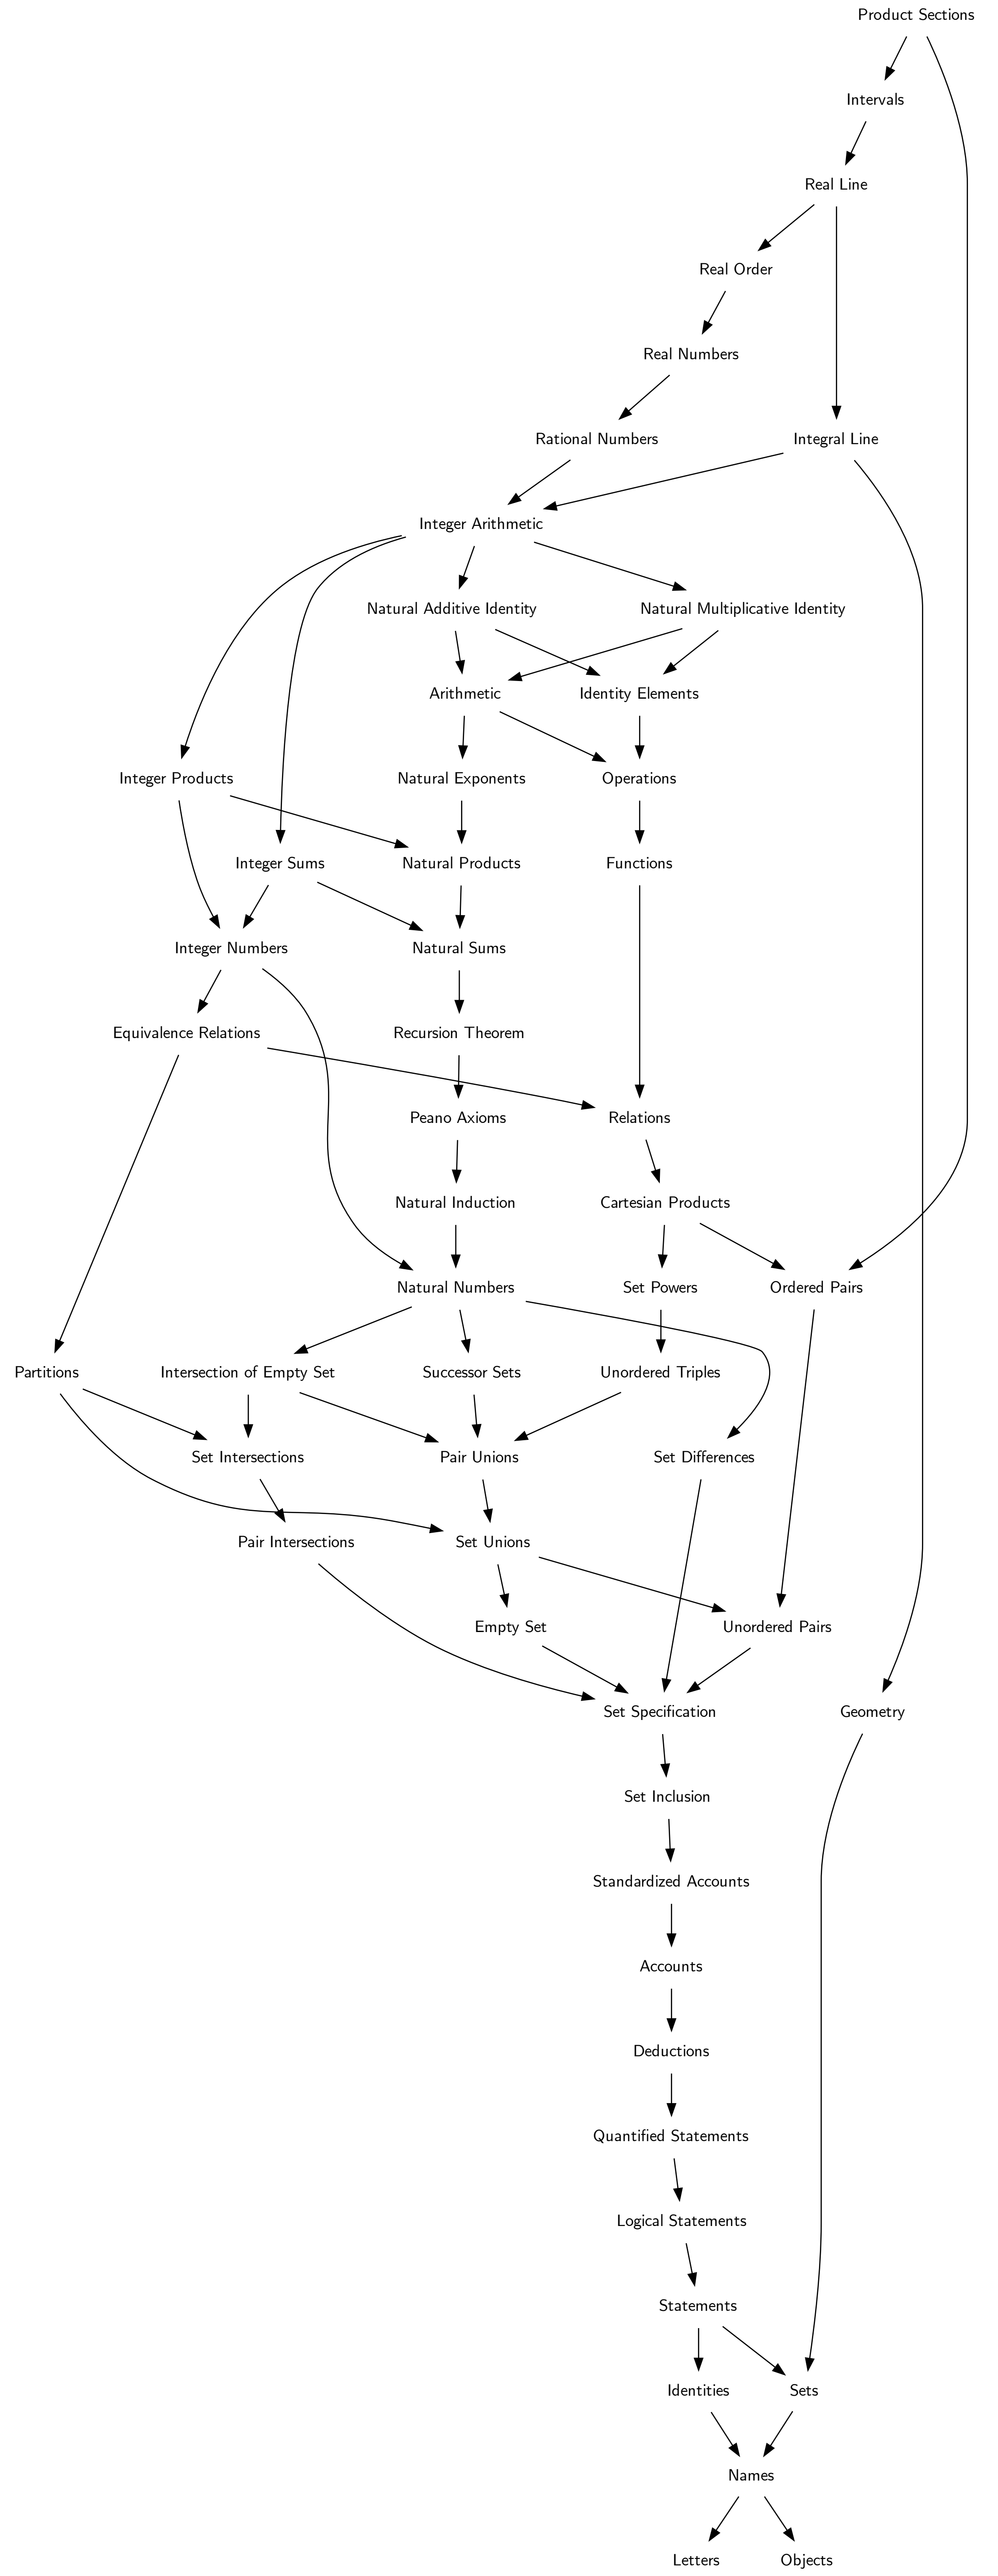 Product Sections
Intervals
Real Line
Real Order
Real Numbers
Rational Numbers
Integral Line
Integer Arithmetic
Natural Additive Identity
Natural Multiplicative Identity
Arithmetic
Identity Elements
Integer Products
Natural Exponents
Operations
Integer Sums
Natural Products
Functions
Integer Numbers
Natural Sums
Equivalence Relations
Recursion Theorem
Peano Axioms
Relations
Natural Induction
Cartesian Products
Natural Numbers
Set Powers
Ordered Pairs
Partitions
Intersection of Empty Set
Successor Sets
Unordered Triples
Set Intersections
Pair Unions
Set Differences
Pair Intersections
Set Unions
Empty Set
Unordered Pairs
Set Specification
Geometry
Set Inclusion
Standardized Accounts
Accounts
Deductions
Quantified Statements
Logical Statements
Statements
Identities
Sets
Names
Letters
Objects